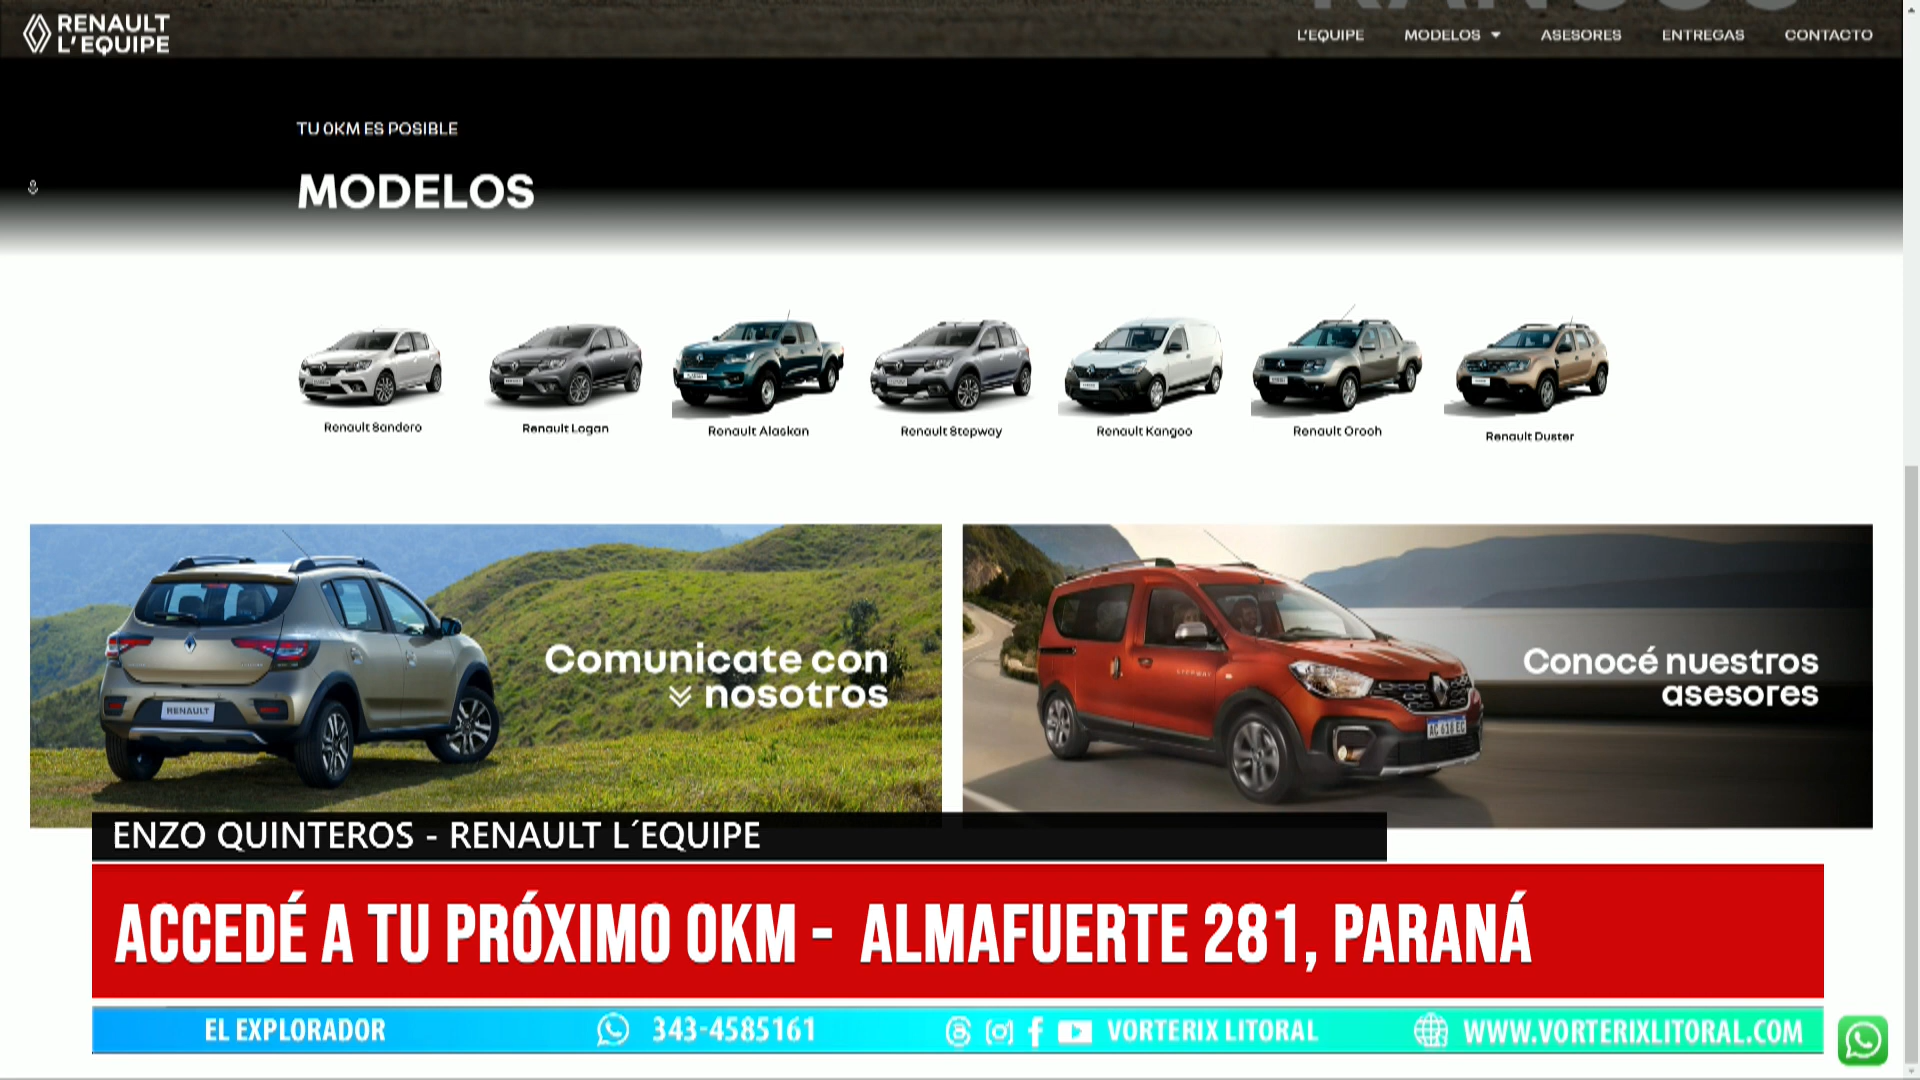 RENAULT
L'EQUIPE
L'EQUIPE
MODELOS
ASESORES
ENTREGAS
CONTACTO
TU 0KM ES POSIBLE
MODELOS
Renault Sandero
Renault Logan
Renault Alaskan
Renault Stepway
Renault Kangoo
Renault Oroch
Renault Duster
Comunicate con
nosotros
RENAULT
Conocé nuestros
asesores
ENZO QUINTEROS - RENAULT L´EQUIPE
ACCEDÉ A TU PRÓXIMO 0KM - ALMAFUERTE 281, PARANÁ
EL EXPLORADOR
343-4585161
VORTERIX LITORAL
WWW.VORTERIXLITORAL.COM